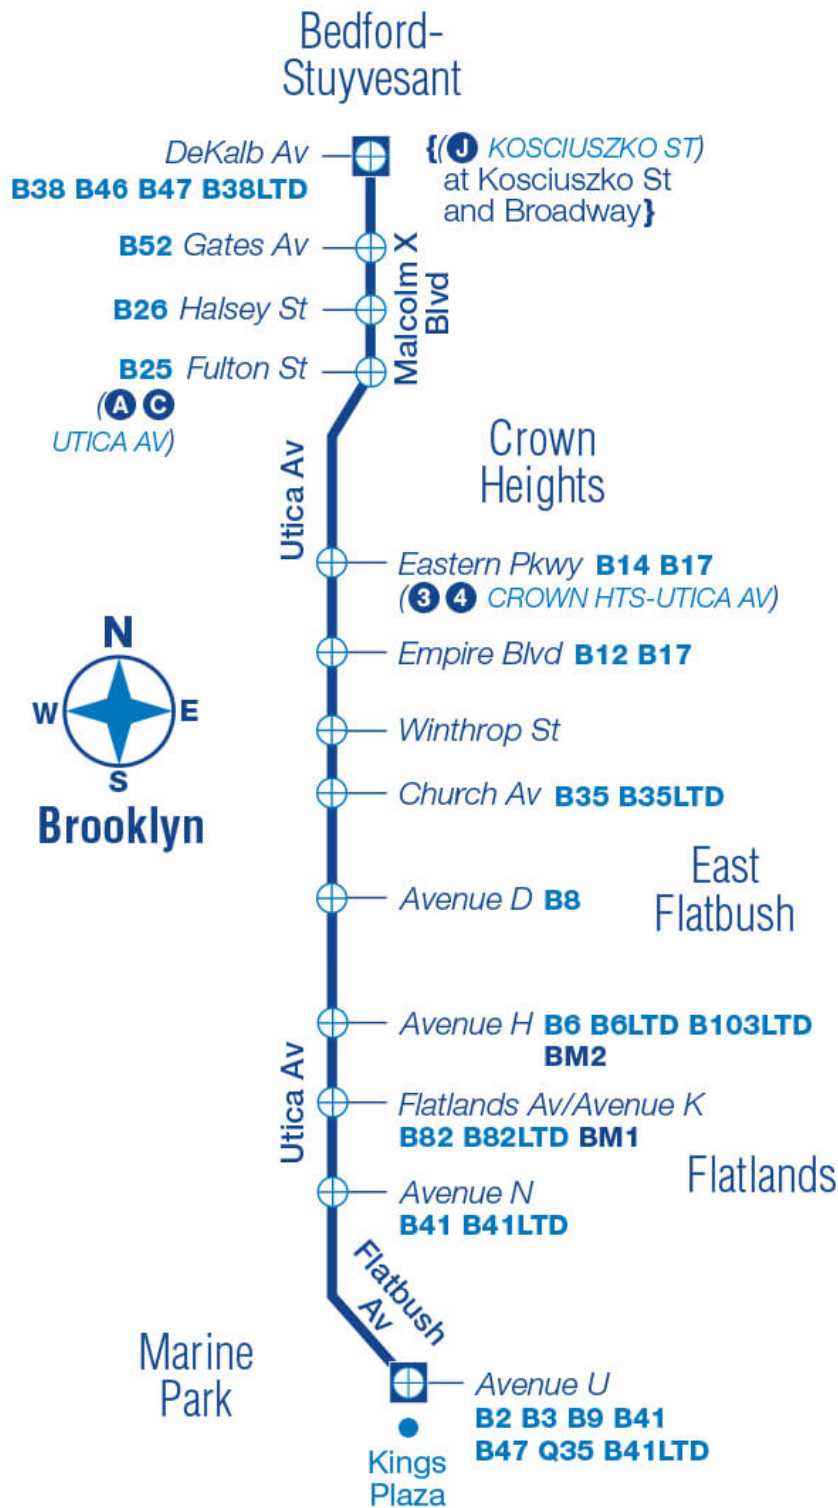 Bedford-
Stuyvesant
DeKalb Av
B38 B46 B47 B38LTD
{(J KOSCIUSZKO ST)
at Kosciuszko St
and Broadway}
B52 Gates Av
B26 Halsey St
Malcolm X
Blvd
B25 Fulton St
(A C
UTICA AV)
Utica Av
Crown
Heights
Eastern Pkwy B14 B17
(3 4 CROWN HTS-UTICA AV)
Empire Blvd B12 B17
N
W E
S
Brooklyn
Winthrop St
Church Av B35 B35LTD
East
Flatbush
Avenue D B8
Avenue H B6 B6LTD B103LTD
BM2
Utica Av
Flatlands Av/Avenue K
B82 B82LTD BM1
Flatlands
Avenue N
B41 B41LTD
Flatbush
Av
Marine
Park
Avenue U
B2 B3 B9 B41
B47 Q35 B41LTD
Kings
Plaza